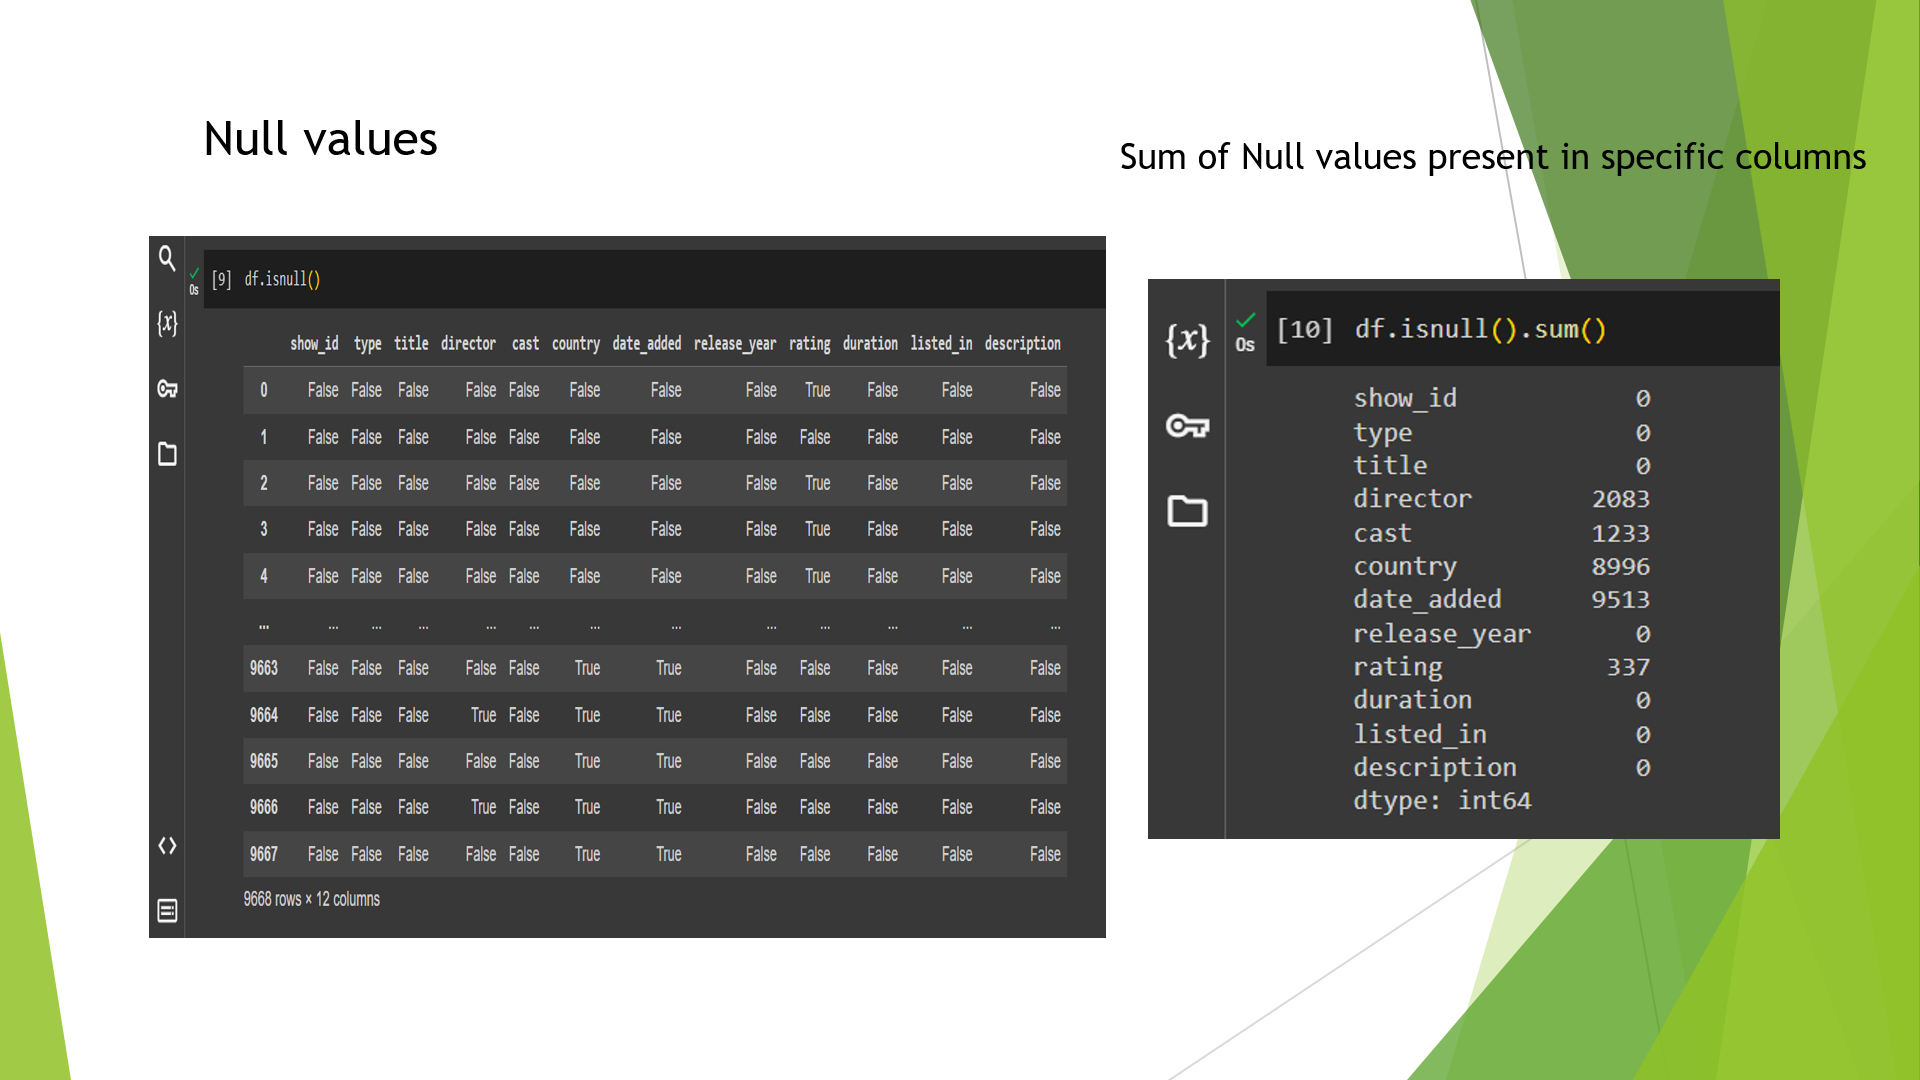 Null values
Sum of Null values present in specific columns
{x}
0s
[9] df.isnull()
show_id type title director cast country date_added release_year rating duration listed_in description
0 False False False False False False False False True False False False
1 False False False False False False False False False False False False
2 False False False False False False False False True False False False
3 False False False False False False False False True False False False
4 False False False False False False False False True False False False
... ... ... ... ... ... ... ... ... ... ... ... ...
9663 False False False False False True True False False False False False
9664 False False False True False True True False False False False False
9665 False False False False False True True False False False False False
9666 False False False True False True True False False False False False
9667 False False False False False True True False False False False False
9668 rows × 12 columns
{x}
0s
[10] df.isnull().sum()
show_id 0
type 0
title 0
director 2083
cast 1233
country 8996
date_added 9513
release_year 0
rating 337
duration 0
listed_in 0
description 0
dtype: int64